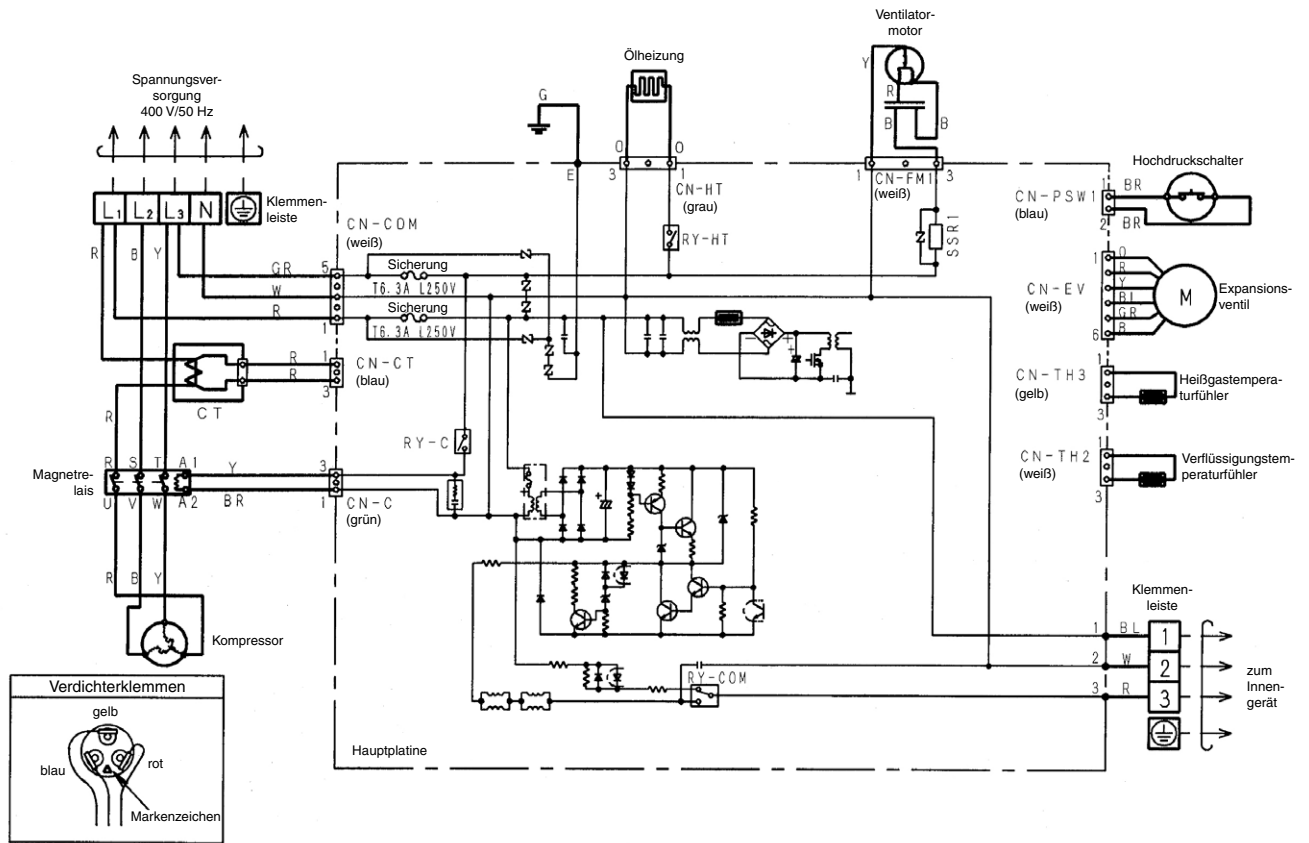 Ventilator-
motor
Ölheizung
Spannungsver-
sorgung
400 V/50 Hz
Y
R
B
B
G
O
O
E
3
1
CN-HT
(grau)
1
CN-FM1
(weiß)
3
Hochdruckschalter
CN-PSW1
(blau)
1
BR
2
BR
L1
L2
L3
N
Klemmen-
leiste
CN-COM
(weiß)
RY-HT
SSR1
R
B
Y
GR
5
W
R
1
Sicherung
T6.3A L250V
Sicherung
T6.3A L250V
CN-EV
(weiß)
1
O
R
Y
BL
GR
6
B
M
Expansions-
ventil
R
1
R
3
CN-CT
(blau)
CT
CN-TH3
(gelb)
1
3
Heißgastempera-
turfühler
R
RY-C
CN-TH2
(weiß)
1
3
Verflüssigungstem-
peraturfühler
Magnetre-
lais
R
S
T
A1
Y
3
U
V
W
A2
BR
1
CN-C
(grün)
+
+
−
+
+
R
B
Y
Kompressor
Klemmen-
leiste
1
BL
1
2
W
2
3
R
3
zum
Innen-
gerät
RY-COM
Hauptplatine
Verdichterklemmen
gelb
blau
rot
Markenzeichen